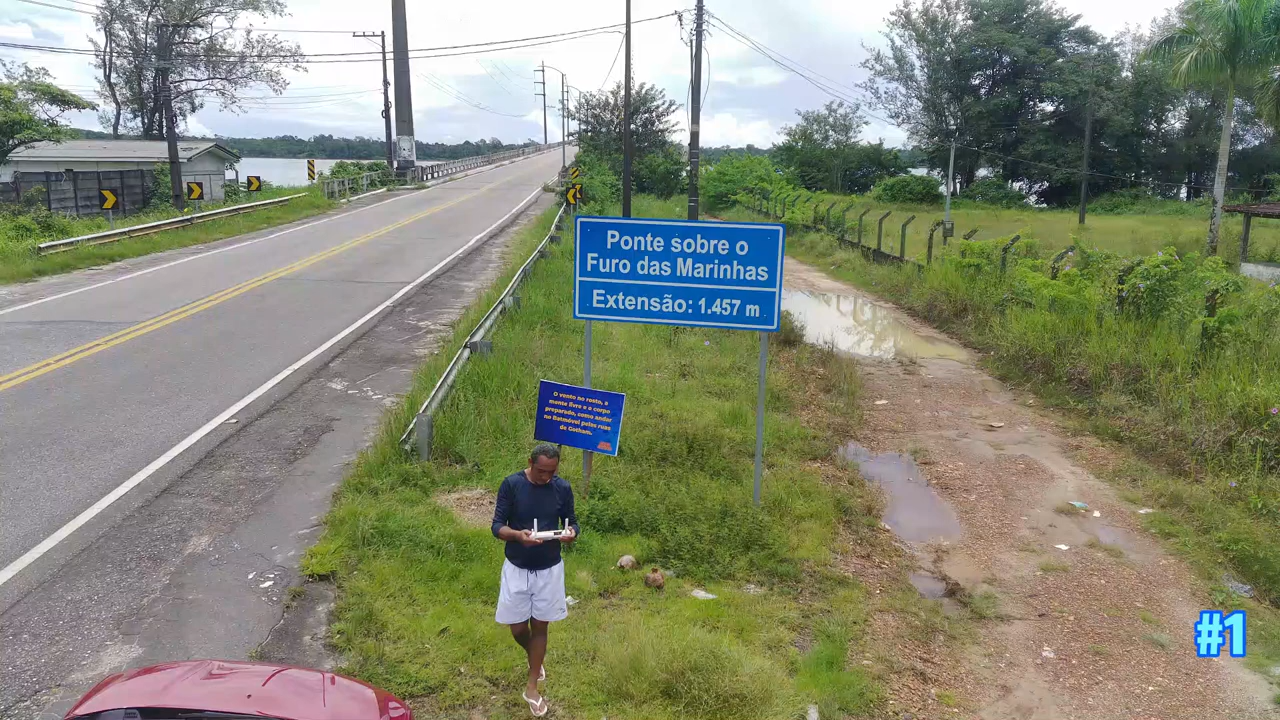 Ponte sobre o
Furo das Marinhas
Extensão: 1.457 m
O vento no rosto, a
mente livre e o corpo
preparado, como andar
no Batmóvel pelas ruas
de Gotham.
#1